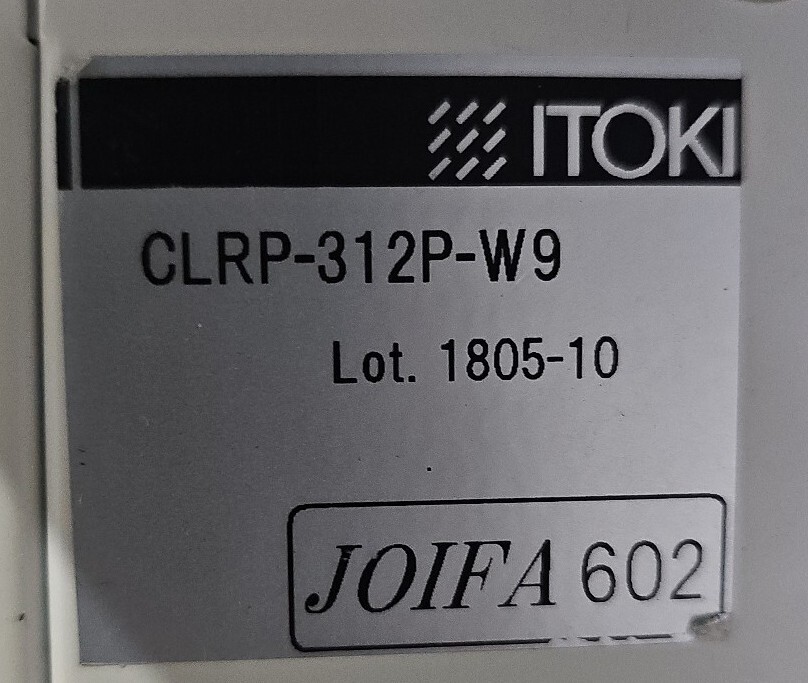 ITOKI
CLRP-312P-W9
Lot. 1805-10
JOIFA 602